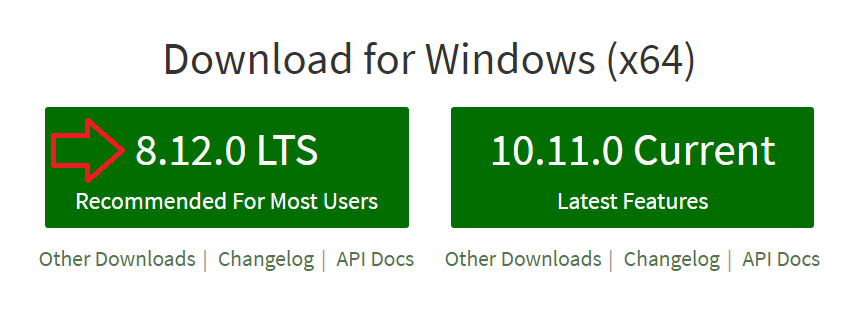 Download for Windows (x64)
8.12.0 LTS
Recommended For Most Users
Other Downloads | Changelog | API Docs
10.11.0 Current
Latest Features
Other Downloads | Changelog | API Docs